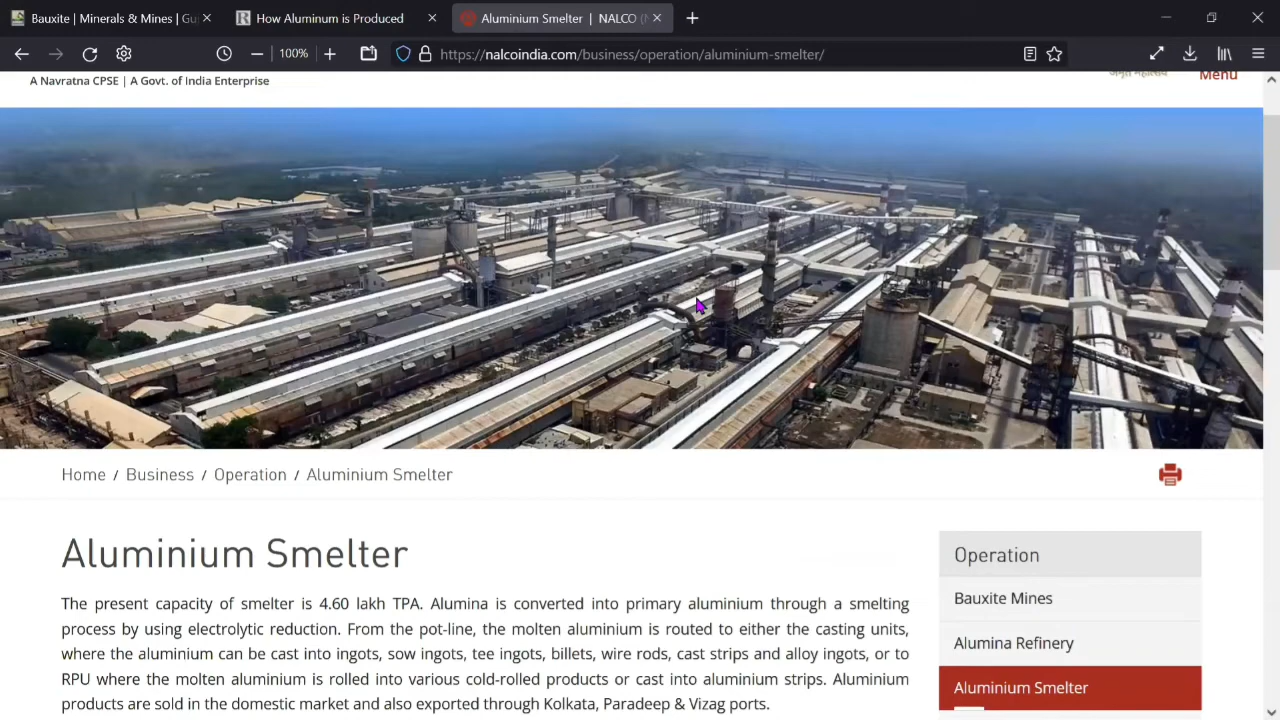 Bauxite | Minerals & Mines | Gu
How Aluminum is Produced
Aluminium Smelter | NALCO (N
100%
https://nalcoindia.com/business/operation/aluminium-smelter/
A Navratna CPSE | A Govt. of India Enterprise
अमृत महोत्सव
Menu
Home / Business / Operation / Aluminium Smelter
Aluminium Smelter
The present capacity of smelter is 4.60 lakh TPA. Alumina is converted into primary aluminium through a smelting
process by using electrolytic reduction. From the pot-line, the molten aluminium is routed to either the casting units,
where the aluminium can be cast into ingots, sow ingots, tee ingots, billets, wire rods, cast strips and alloy ingots, or to
RPU where the molten aluminium is rolled into various cold-rolled products or cast into aluminium strips. Aluminium
products are sold in the domestic market and also exported through Kolkata, Paradeep & Vizag ports.
Operation
Bauxite Mines
Alumina Refinery
Aluminium Smelter